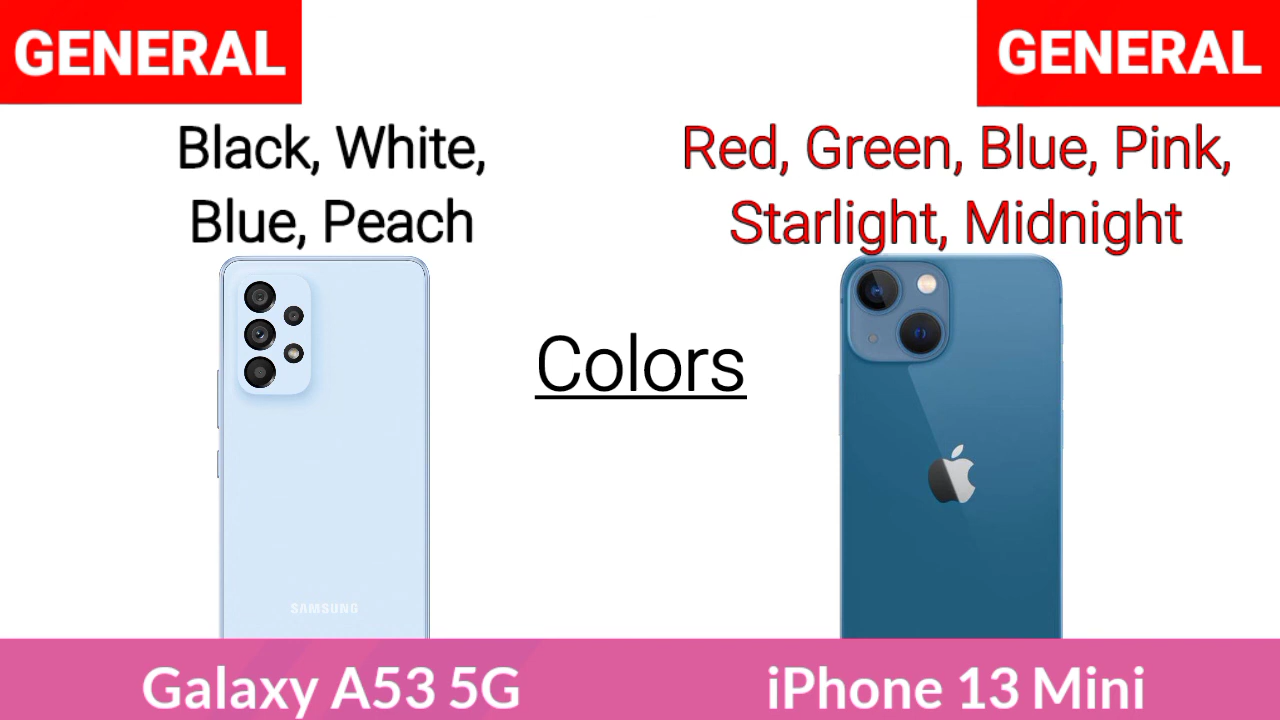 GENERAL
GENERAL
Black, White,
Blue, Peach
Red, Green, Blue, Pink,
Starlight, Midnight
Colors
SAMSUNG
Galaxy A53 5G
iPhone 13 Mini